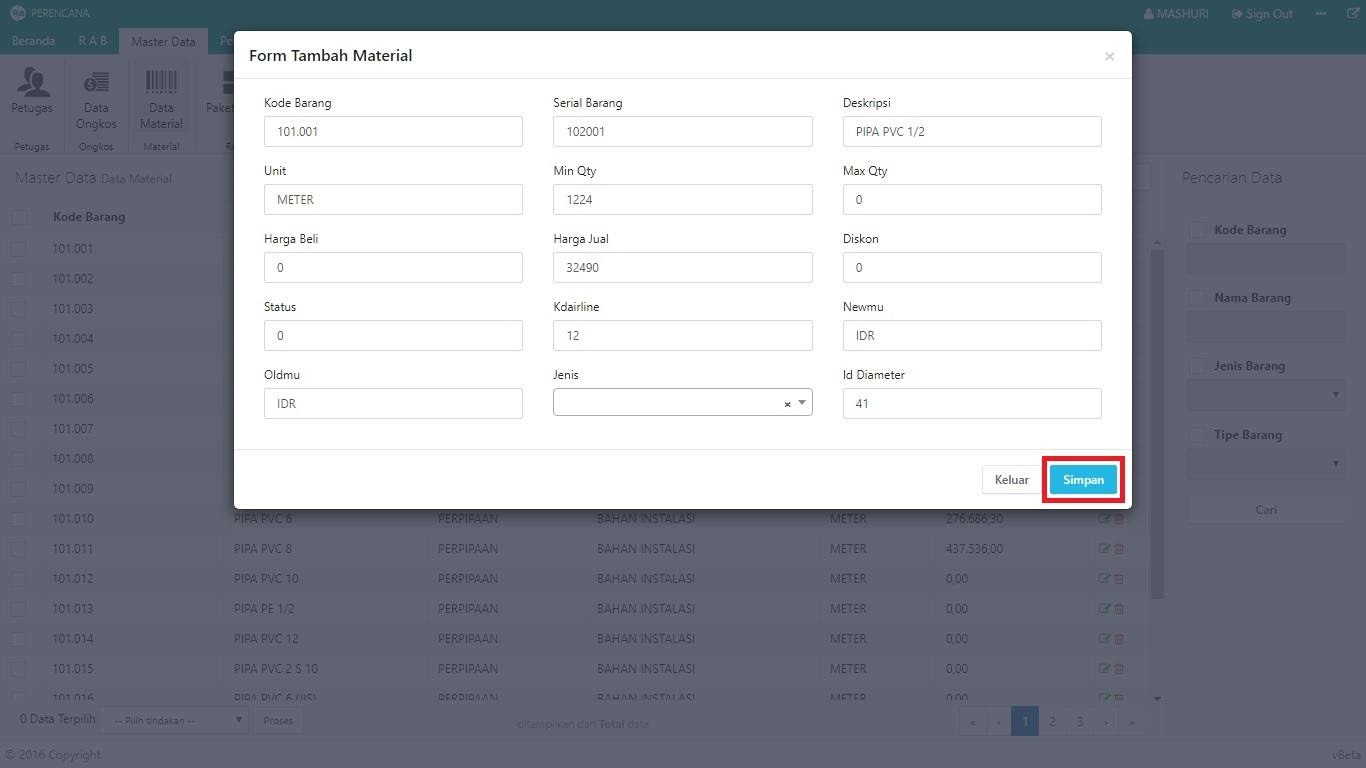 PERENCANA
MASHURI Sign Out
Beranda R A B Master Data
Form Tambah Material ×
Petugas Data Ongkos Data Material
Petugas Ongkos Material
Master Data Data Material
Pencarian Data
Kode Barang Serial Barang Deskripsi
101.001 102001 PIPA PVC 1/2
Unit Min Qty Max Qty
METER 1224 0
Harga Beli Harga Jual Diskon
0 32490 0
Status Kdairline Newmu
0 12 IDR
Oldmu Jenis Id Diameter
IDR × 41
Keluar Simpan
Kode Barang
101.001
101.002
101.003
101.004
101.005
101.006
101.007
101.008
101.009
101.010 PIPA PVC 6 PERPIPAAN BAHAN INSTALASI METER 276.686,30
101.011 PIPA PVC 8 PERPIPAAN BAHAN INSTALASI METER 437.536,00
101.012 PIPA PVC 10 PERPIPAAN BAHAN INSTALASI METER 0,00
101.013 PIPA PE 1/2 PERPIPAAN BAHAN INSTALASI METER 0,00
101.014 PIPA PVC 12 PERPIPAAN BAHAN INSTALASI METER 0,00
101.015 PIPA PVC 2 S 10 PERPIPAAN BAHAN INSTALASI METER 0,00
101.016 PIPA PVC 6 (JIS) PERPIPAAN BAHAN INSTALASI METER 0,00
Kode Barang
Nama Barang
Jenis Barang
Tipe Barang
Cari
0 Data Terpilih -- Pilih tindakan -- Proses
ditampilkan dari Total data
« ‹ 1 2 3 › »
© 2016 Copyright.
vBeta